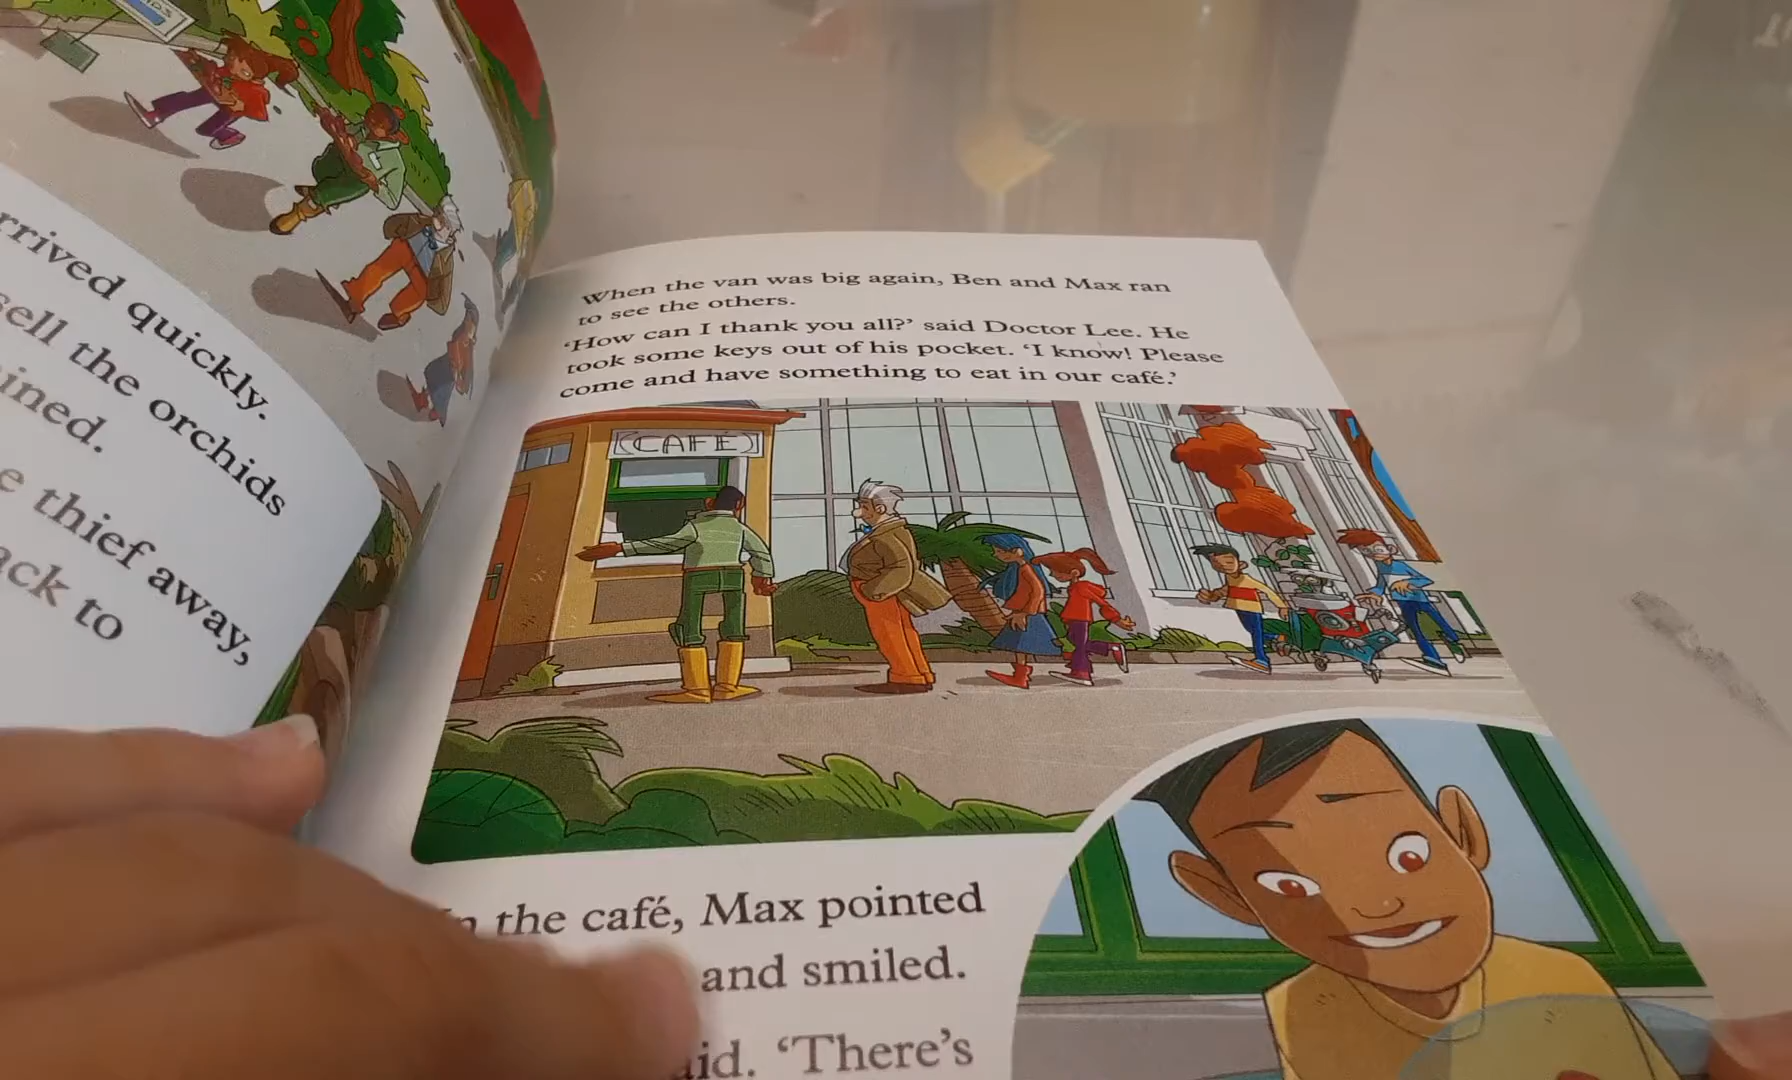 rrived quickly.
sell the orchids
ined.
e thief away,
ack to
When the van was big again, Ben and Max ran
to see the others.
‘How can I thank you all?’ said Doctor Lee. He
took some keys out of his pocket. ‘I know! Please
come and have something to eat in our café.’
CAFÉ
the café, Max pointed
and smiled.
aid. ‘There’s